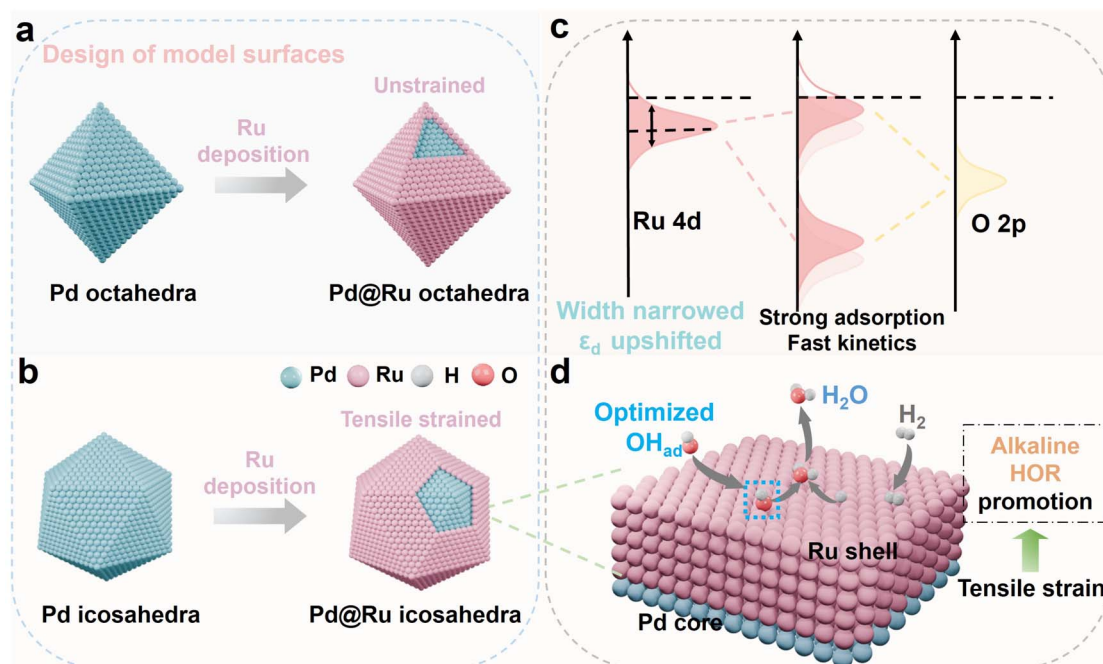 a
Design of model surfaces
Unstrained
Ru
deposition
Pd octahedra
Pd@Ru octahedra
b
Pd
Ru
H
O
Tensile strained
Ru
deposition
Pd icosahedra
Pd@Ru icosahedra
c
Ru 4d
O 2p
Width narrowed
εd upshifted
Strong adsorption
Fast kinetics
d
Optimized
OHad
H2O
H2
Alkaline
HOR
promotion
Ru shell
Pd core
Tensile strain